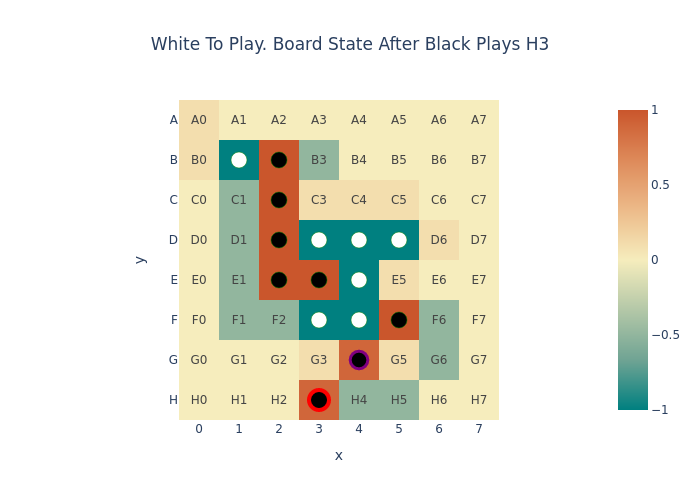 White To Play. Board State After Black Plays H3
A A0 A1 A2 A3 A4 A5 A6 A7
B B0 B3 B4 B5 B6 B7
C C0 C1 C3 C4 C5 C6 C7
D D0 D1 D6 D7
E E0 E1 E5 E6 E7
F F0 F1 F2 F6 F7
G G0 G1 G2 G3 G5 G6 G7
H H0 H1 H2 H4 H5 H6 H7
0 1 2 3 4 5 6 7
x
y
1
0.5
0
−0.5
−1